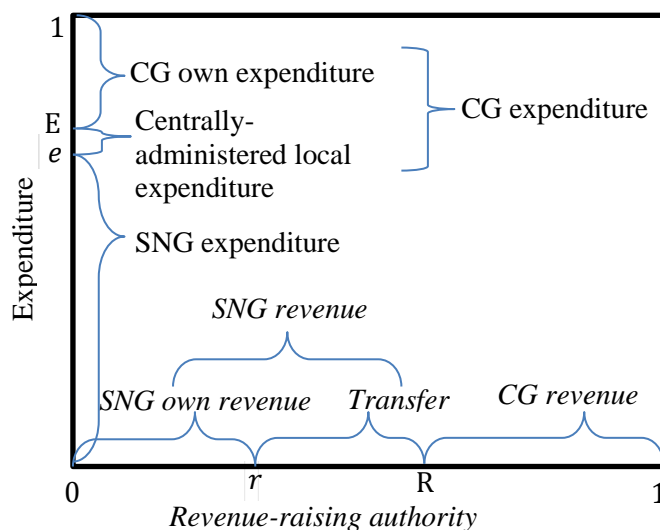 1
CG own expenditure
E
Centrally-
administered local
expenditure
CG expenditure
e
SNG expenditure
Expenditure
SNG revenue
SNG own revenue
Transfer
CG revenue
0
r
R
1
Revenue-raising authority